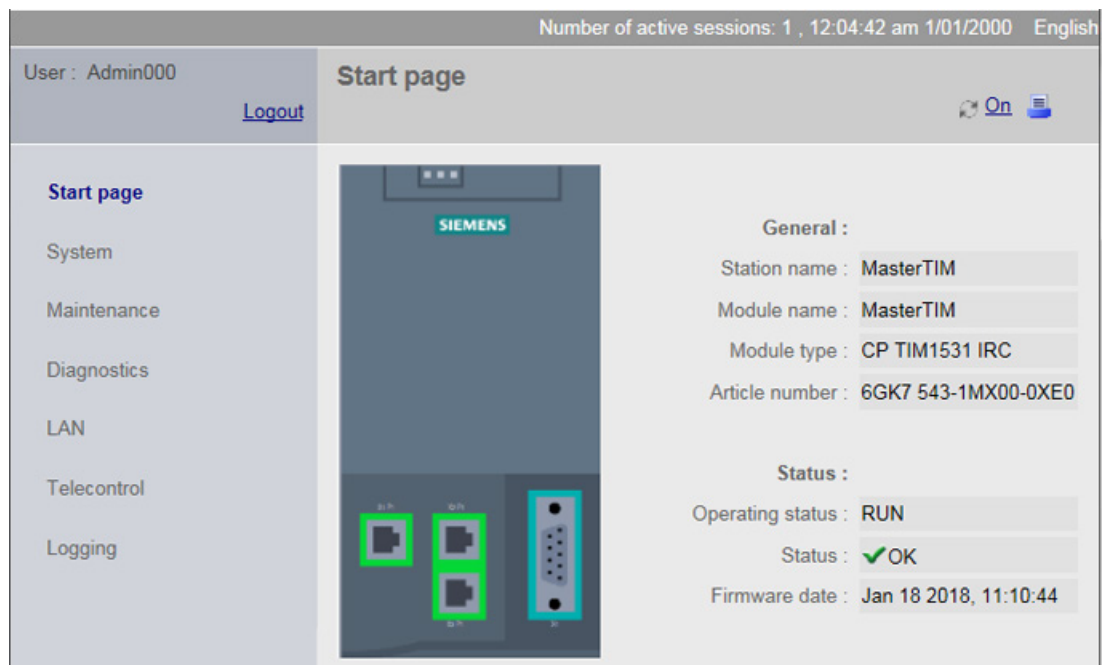 Number of active sessions: 1 , 12:04:42 am 1/01/2000 English
User : Admin000
Logout
Start page
On
Start page
System
Maintenance
Diagnostics
LAN
Telecontrol
Logging
SIEMENS
General :
Station name : MasterTIM
Module name : MasterTIM
Module type : CP TIM1531 IRC
Article number : 6GK7 543-1MX00-0XE0
Status :
Operating status : RUN
Status : OK
Firmware date : Jan 18 2018, 11:10:44